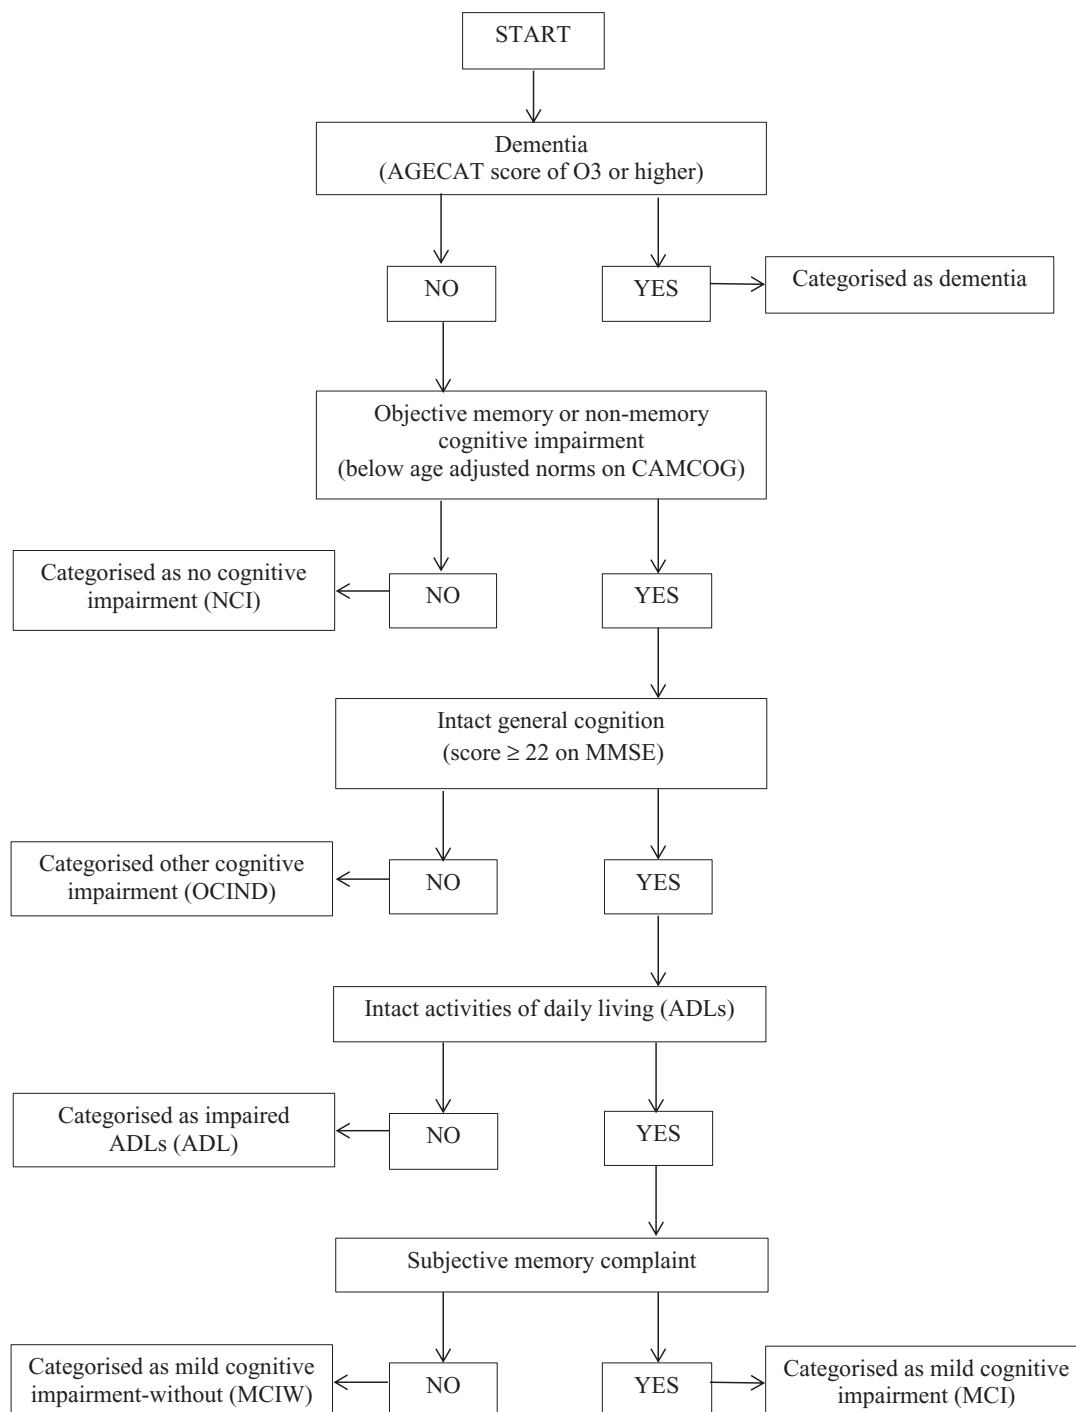 START
Dementia
(AGECAT score of O3 or higher)
NO
YES
Categorised as dementia
Objective memory or non-memory
cognitive impairment
(below age adjusted norms on CAMCOG)
Categorised as no cognitive
impairment (NCI)
NO
YES
Intact general cognition
(score ≥ 22 on MMSE)
Categorised other cognitive
impairment (OCIND)
NO
YES
Intact activities of daily living (ADLs)
Categorised as impaired
ADLs (ADL)
NO
YES
Subjective memory complaint
Categorised as mild cognitive
impairment-without (MCIW)
NO
YES
Categorised as mild cognitive
impairment (MCI)